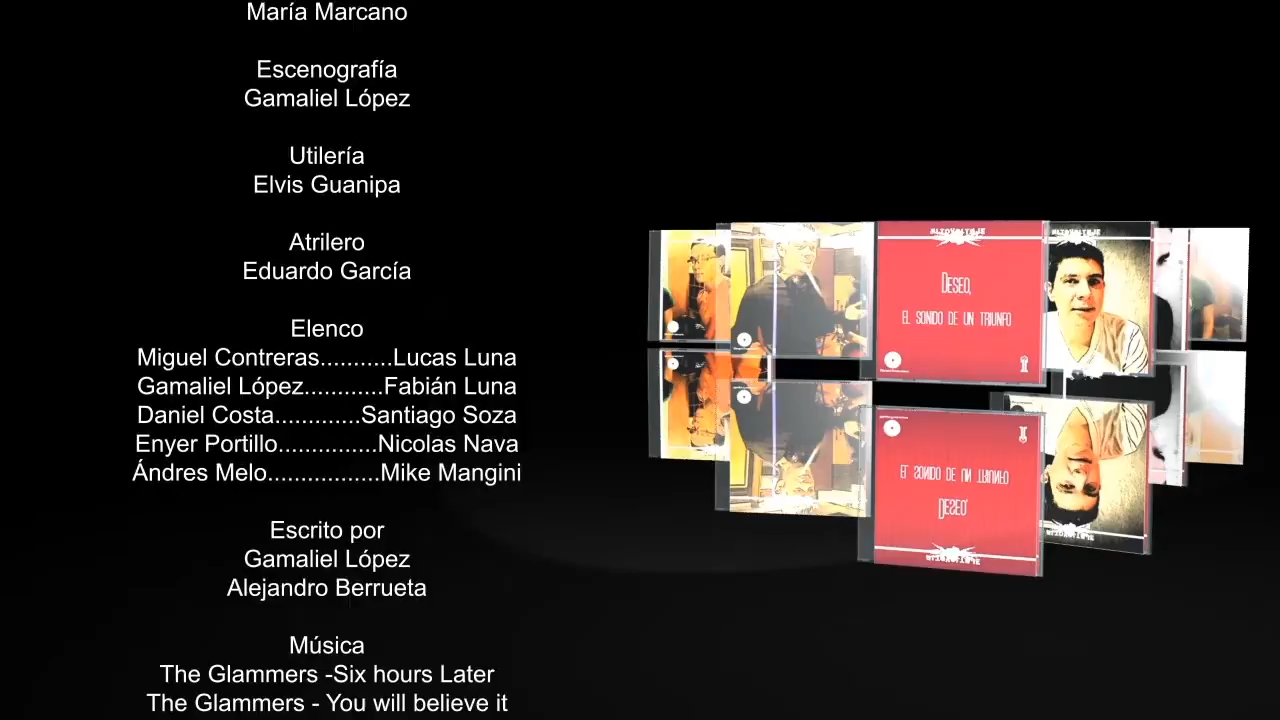 María Marcano
Escenografía
Gamaliel López
Utilería
Elvis Guanipa
Atrilero
Eduardo García
Elenco
Miguel Contreras...........Lucas Luna
Gamaliel López............Fabián Luna
Daniel Costa.............Santiago Soza
Enyer Portillo...............Nicolas Nava
Ándres Melo.................Mike Mangini
Escrito por
Gamaliel López
Alejandro Berrueta
Música
The Glammers -Six hours Later
The Glammers - You will believe it
ALTOVOLTAJE
Deseo,
EL SONIDO DE UN TRIUNFO